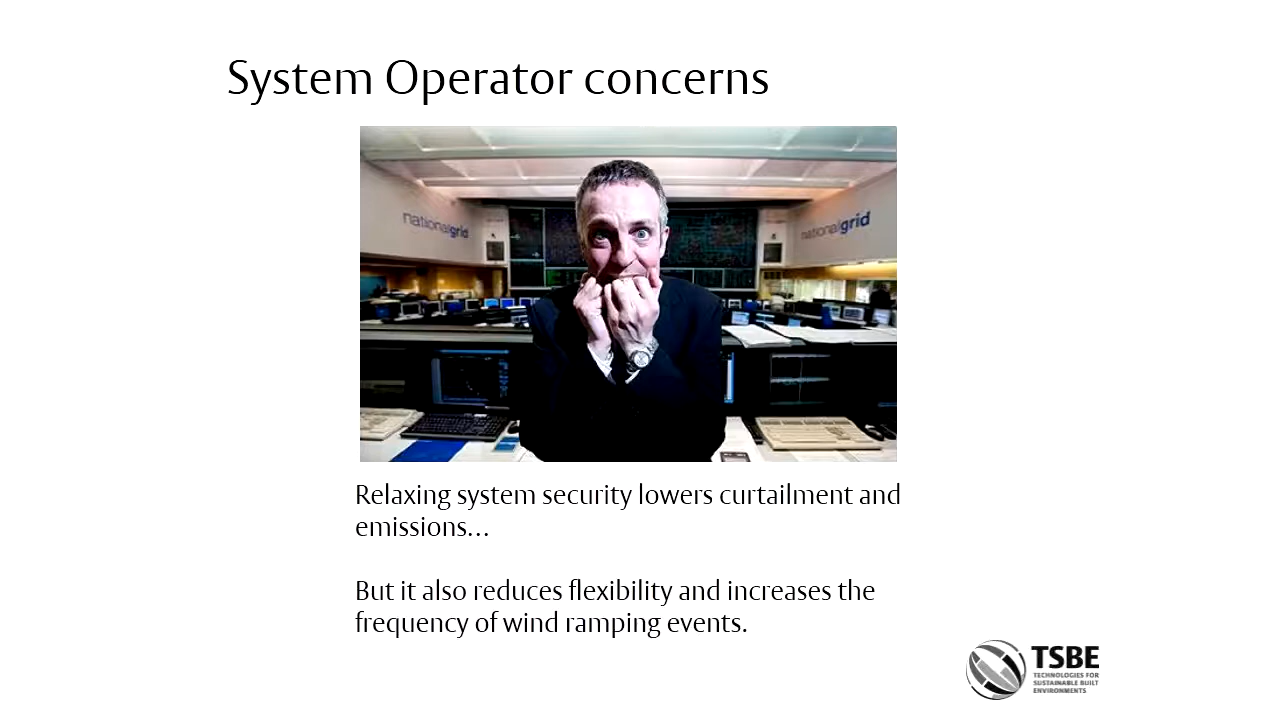 System Operator concerns
nationalgrid
nationalgrid
Relaxing system security lowers curtailment and
emissions...
But it also reduces flexibility and increases the
frequency of wind ramping events.
TSBE
TECHNOLOGIES FOR
SUSTAINABLE BUILT
ENVIRONMENTS